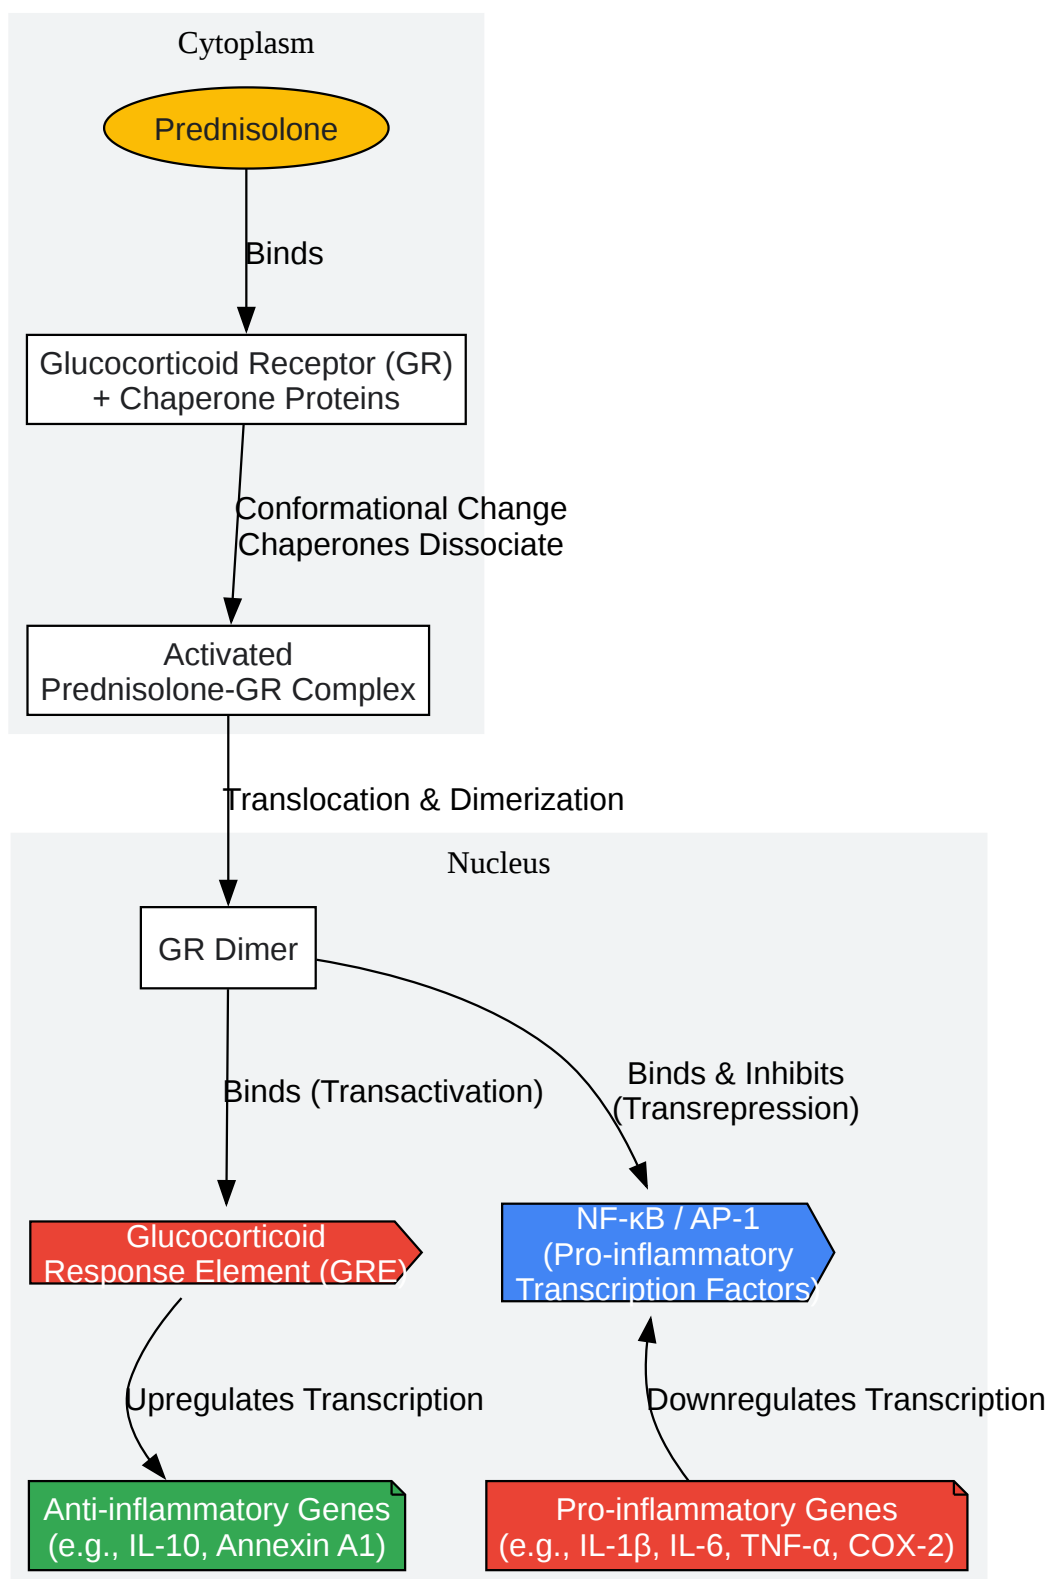 Cytoplasm
Prednisolone
Binds
Glucocorticoid Receptor (GR)
+ Chaperone Proteins
Conformational Change
Chaperones Dissociate
Activated
Prednisolone-GR Complex
Translocation & Dimerization
Nucleus
GR Dimer
Binds (Transactivation)
Binds & Inhibits
(Transrepression)
Glucocorticoid
Response Element (GRE)
NF-κB / AP-1
(Pro-inflammatory
Transcription Factors)
Upregulates Transcription
Downregulates Transcription
Anti-inflammatory Genes
(e.g., IL-10, Annexin A1)
Pro-inflammatory Genes
(e.g., IL-1β, IL-6, TNF-α, COX-2)